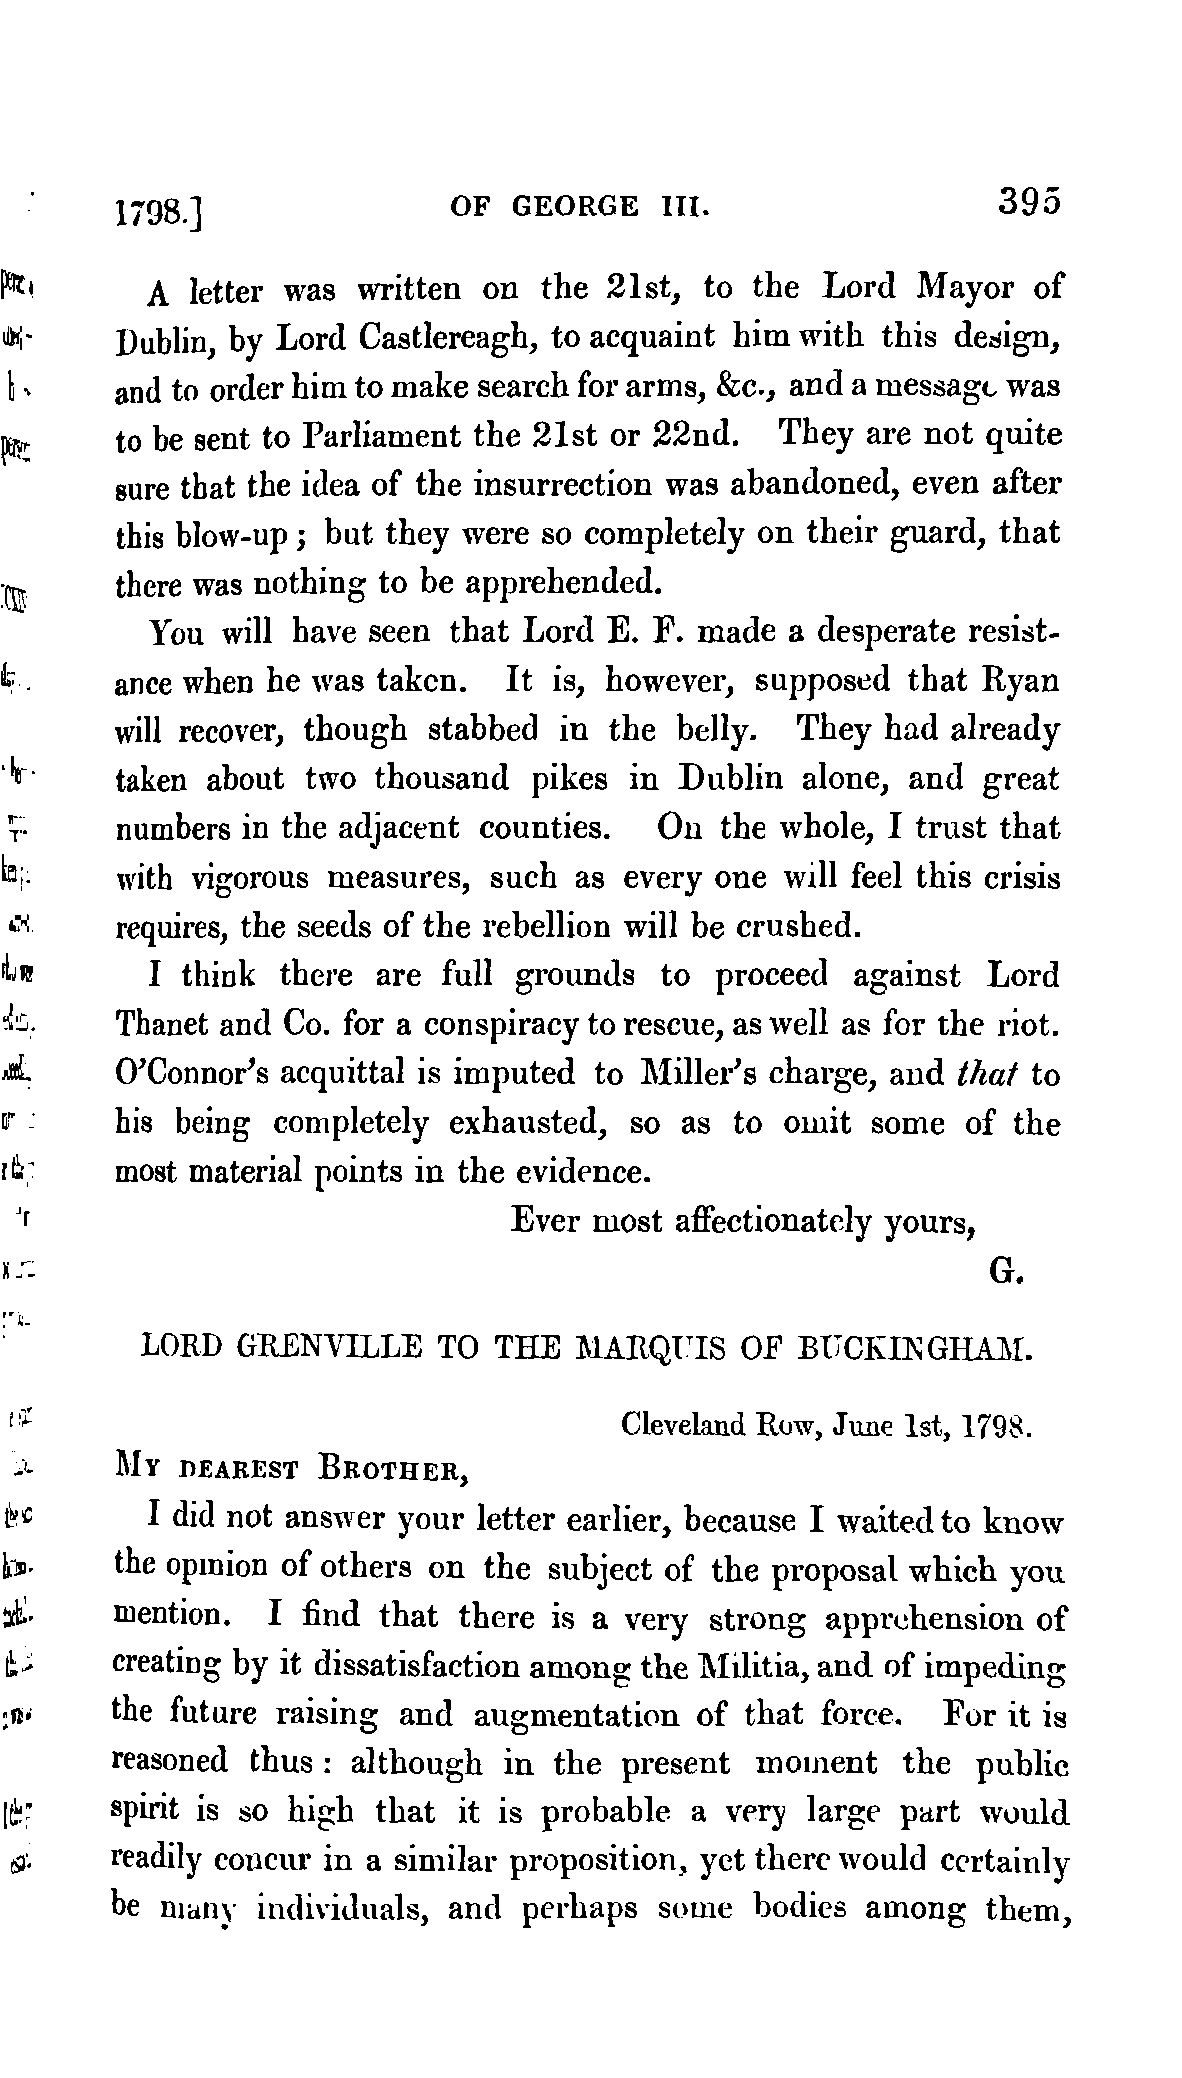 1798.] OF GEORGE III. 395
A letter was written on the 21st, to the Lord Mayor of
Dublin, by Lord Castlereagh, to acquaint him with this design,
and to order him to make search for arms, &c., and a message was
to be sent to Parliament the 21st or 22nd. They are not quite
sure that the idea of the insurrection was abandoned, even after
this blow-up; but they were so completely on their guard, that
there was nothing to be apprehended.
You will have seen that Lord E. F. made a desperate resist-
ance when he was taken. It is, however, supposed that Ryan
will recover, though stabbed in the belly. They had already
taken about two thousand pikes in Dublin alone, and great
numbers in the adjacent counties. On the whole, I trust that
with vigorous measures, such as every one will feel this crisis
requires, the seeds of the rebellion will be crushed.
I think there are full grounds to proceed against Lord
Thanet and Co. for a conspiracy to rescue, as well as for the riot.
O'Connor's acquittal is imputed to Miller's charge, and that to
his being completely exhausted, so as to omit some of the
most material points in the evidence.
Ever most affectionately yours,
G.
LORD GRENVILLE TO THE MARQUIS OF BUCKINGHAM.
Cleveland Row, June 1st, 1798.
MY DEAREST BROTHER,
I did not answer your letter earlier, because I waited to know
the opinion of others on the subject of the proposal which you
mention. I find that there is a very strong apprehension of
creating by it dissatisfaction among the Militia, and of impeding
the future raising and augmentation of that force. For it is
reasoned thus: although in the present moment the public
spirit is so high that it is probable a very large part would
readily concur in a similar proposition, yet there would certainly
be many individuals, and perhaps some bodies among them,